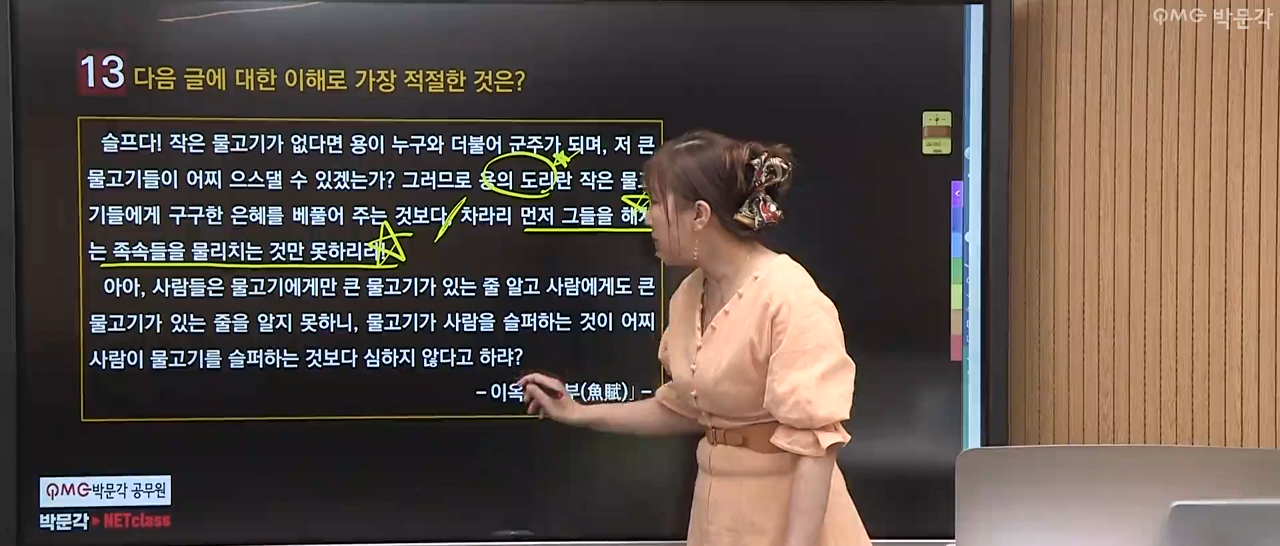 QMG 박문각
13 다음 글에 대한 이해로 가장 적절한 것은?
슬프다! 작은 물고기가 없다면 용이 누구와 더불어 군주가 되며, 저 큰
물고기들이 어찌 으스댈 수 있겠는가? 그러므로 용의 도리란 작은
기들에게 구구한 은혜를 베풀어 주는 것보다, 차라리 먼저 그들을
는 족속들을 물리치는 것만 못하리라!
아아, 사람들은 물고기에게만 큰 물고기가 있는 줄 알고 사람에게도 큰
물고기가 있는 줄을 알지 못하니, 물고기가 사람을 슬퍼하는 것이 어찌
사람이 물고기를 슬퍼하는 것보다 심하지 않다고 하랴?
– 이옥 부(魚賦)」 –
QMG 박문각 공무원
박문각 NETclass